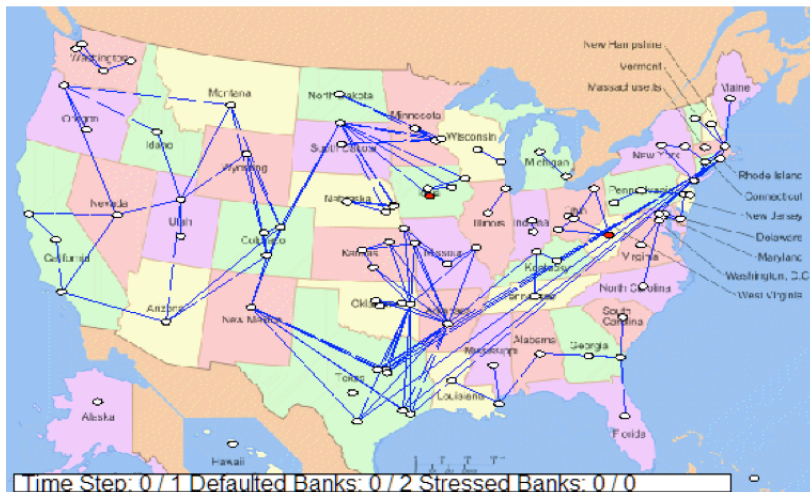 New Hampshire
Vermont
Massachusetts
Maine
Washington
Montana
North Dakota
Minnesota
Oregon
Idaho
Wisconsin
South Dakota
Michigan
New York
Wyoming
Rhode Island
Connecticut
Pennsylvania
New Jersey
Nevada
Nebraska
Utah
Illinois
Indiana
Delaware
Maryland
Colorado
California
Kansas
Missouri
Kentucky
Virginia
Washington, D.C
West Virginia
North Carolina
Tennessee
Arizona
New Mexico
South
Carolina
Mississippi
Alabama
Georgia
Texas
Louisiana
Alaska
Florida
Hawaii
Time Step: 0 / 1 Defaulted Banks: 0 / 2 Stressed Banks: 0 / 0